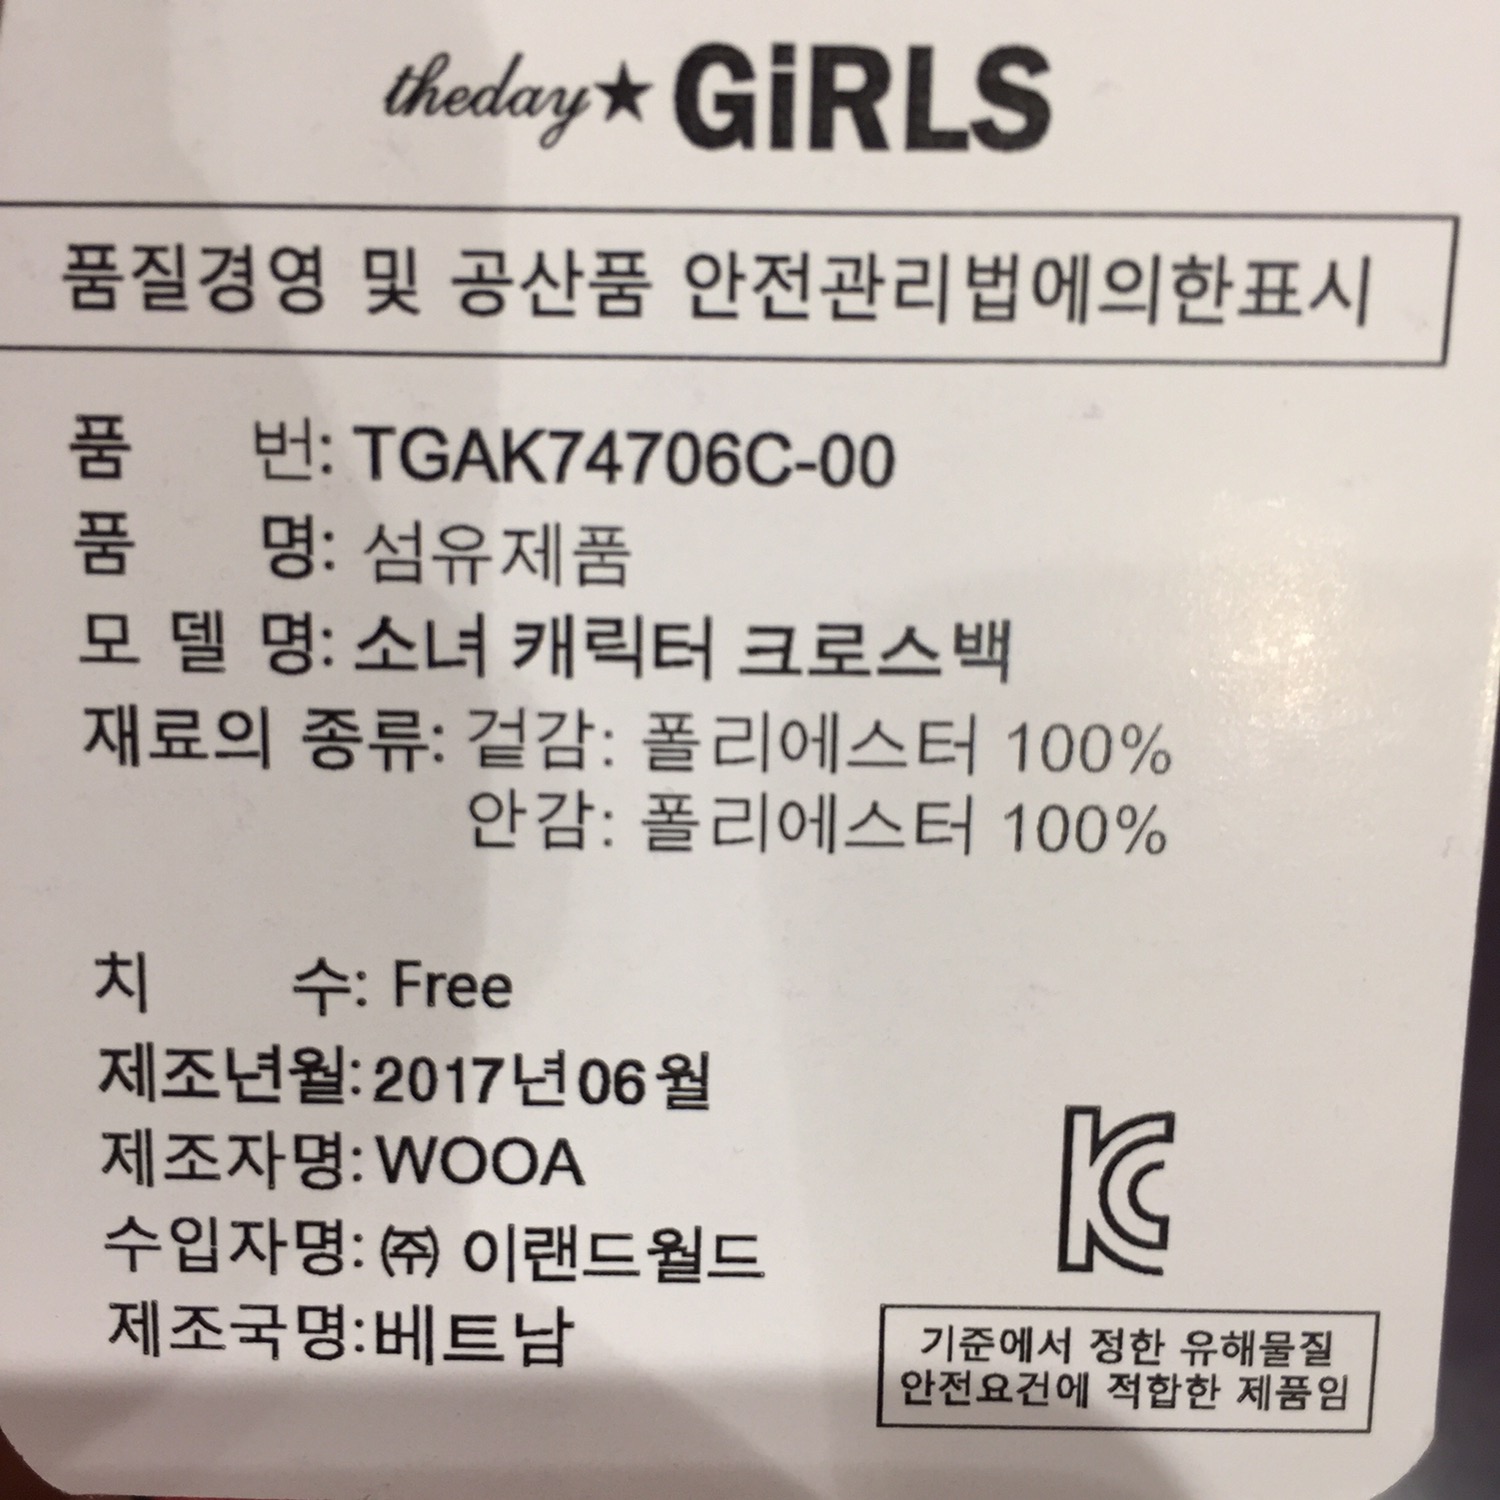 theday★GiRLS
품질경영 및 공산품 안전관리법에의한표시
품 번: TGAK74706C-00
품 명: 섬유제품
모 델 명: 소녀 캐릭터 크로스백
재료의 종류: 겉감: 폴리에스터 100%
안감: 폴리에스터 100%
치 수: Free
제조년월: 2017년06월
제조자명: WOOA
수입자명: ㈜ 이랜드월드
제조국명: 베트남
KC
기준에서 정한 유해물질
안전요건에 적합한 제품임